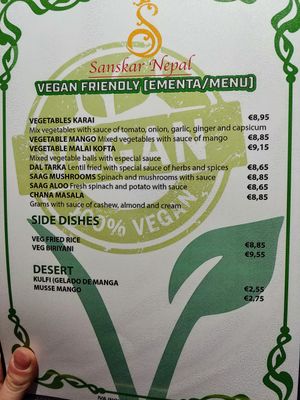 Sanskar Nepal
VEGAN FRIENDLY [EMENTA/MENU]
VEGETABLES KARAI €8,95
Mix vegetables with sauce of tomato, onion, garlic, ginger and capsicum
VEGETABLE MANGO Mixed vegetables with sauce of mango €8,85
VEGETABLE MALAI KOFTA €9,15
Mixed vegetable balls with especial sauce
DAL TARKA Lentil fried with special sauce of herbs and spices €8,65
SAAG MUSHROOMS Spinach and mushrooms with sauce €8,85
SAAG ALOO Fresh spinach and potato with sauce €8,65
CHANA MASALA €8,85
Grams with sauce of cashew, almond and cream
100% VEGAN
SIDE DISHES
VEG FRIED RICE €8,85
VEG BIRIYANI €9,55
DESERT
KULFI (GELADO DE MANGA €2,55
MUSSE MANGO €2,75